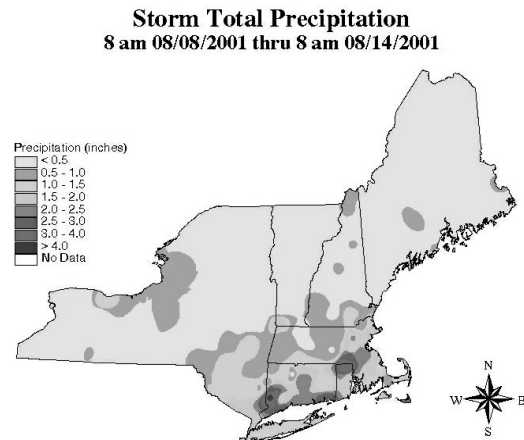 Storm Total Precipitation
8 am 08/08/2001 thru 8 am 08/14/2001
Precipitation (inches)
< 0.5
0.5 - 1.0
1.0 - 1.5
1.5 - 2.0
2.0 - 2.5
2.5 - 3.0
3.0 - 4.0
> 4.0
No Data
N
W E
S